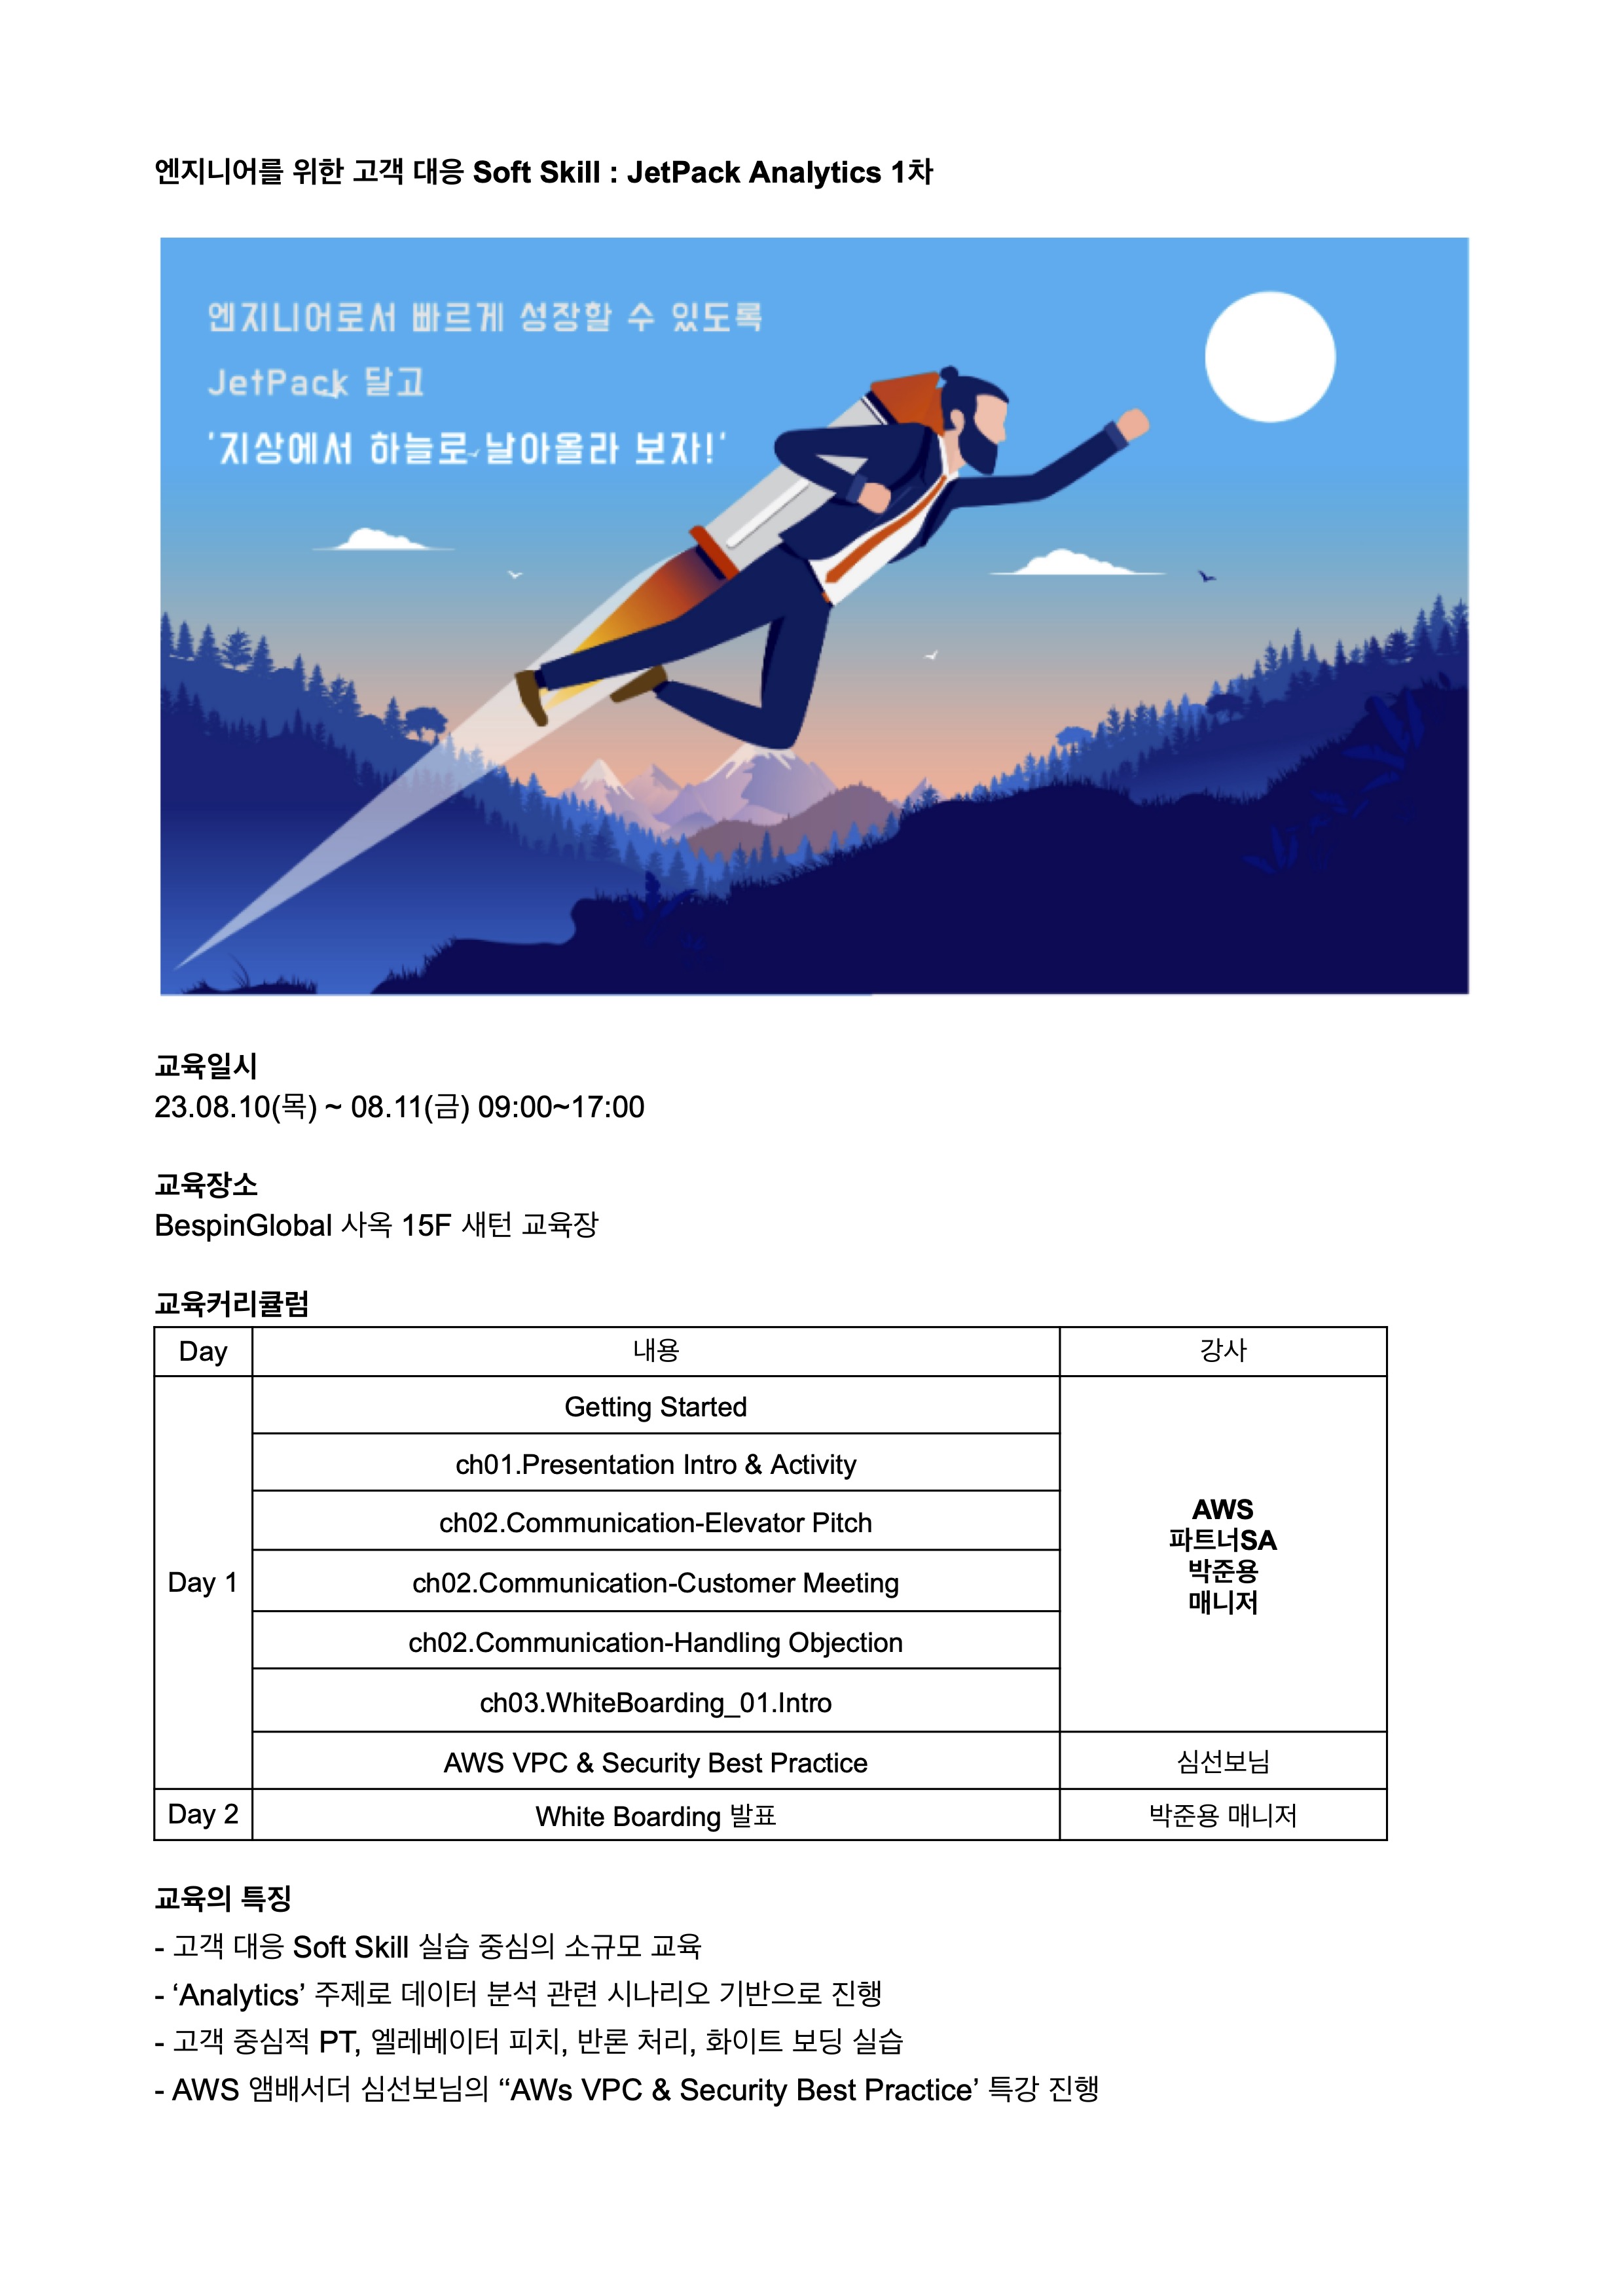 엔지니어를 위한 고객 대응 Soft Skill : JetPack Analytics 1차
엔지니어로서 빠르게 성장할 수 있도록
JetPack 달고
'지상에서 하늘로 날아올라 보자!'
교육일시
23.08.10(목) ~ 08.11(금) 09:00~17:00
교육장소
BespinGlobal 사옥 15F 새턴 교육장
교육커리큘럼
Day 내용 강사
Day 1
Getting Started
ch01.Presentation Intro & Activity
ch02.Communication-Elevator Pitch
ch02.Communication-Customer Meeting
ch02.Communication-Handling Objection
ch03.WhiteBoarding_01.Intro
AWS
파트너SA
박준용
매니저
AWS VPC & Security Best Practice 심선보님
Day 2 White Boarding 발표 박준용 매니저
교육의 특징
- 고객 대응 Soft Skill 실습 중심의 소규모 교육
- ‘Analytics’ 주제로 데이터 분석 관련 시나리오 기반으로 진행
- 고객 중심적 PT, 엘레베이터 피치, 반론 처리, 화이트 보딩 실습
- AWS 앰배서더 심선보님의 “AWs VPC & Security Best Practice’ 특강 진행